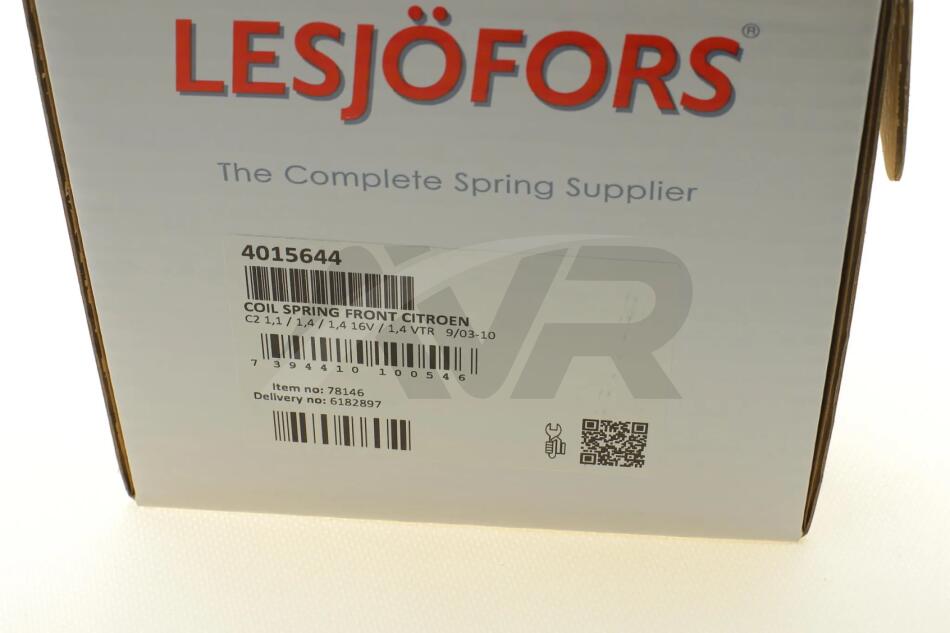 LESJÖFORS®
The Complete Spring Supplier
4015644
COIL SPRING FRONT CITROEN
C2 1,1 / 1,4 / 1,4 16V / 1,4 VTR 9/03-10
7 394410 100546
Item no: 78146
Delivery no: 6182897
AVR